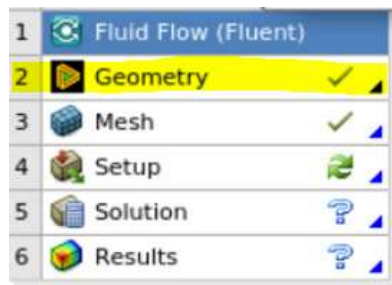 1 Fluid Flow (Fluent)
2 Geometry
3 Mesh
4 Setup
5 Solution
6 Results